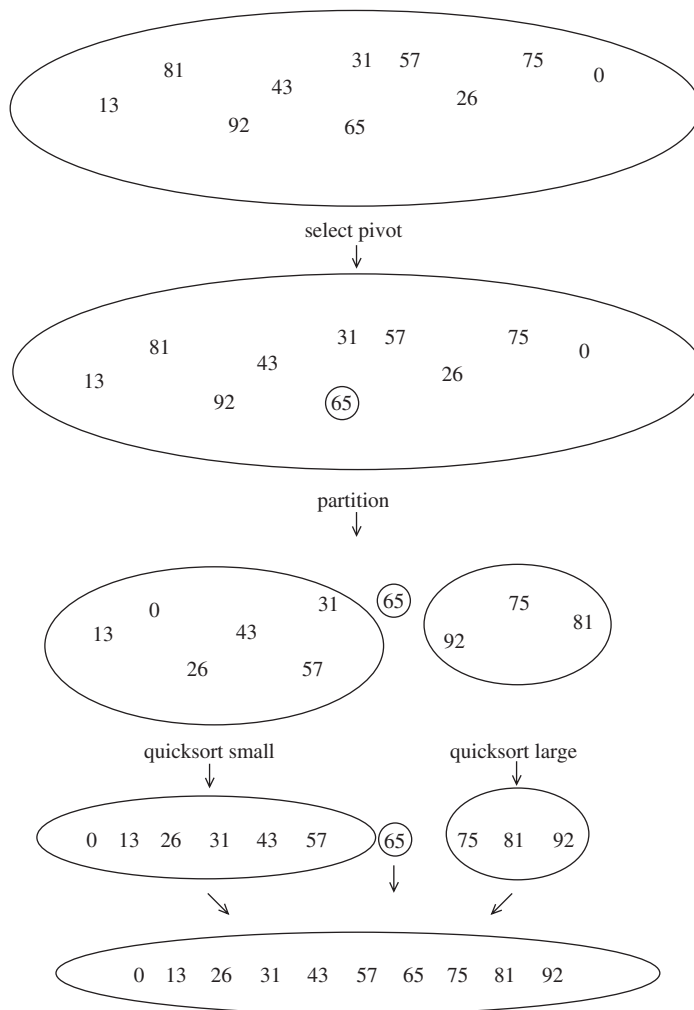 81 31 57 75 0
13 43 26
92 65
select pivot
81 31 57 75 0
13 43 26
92 65
partition
0 31 65 75
13 43 92 81
26 57
quicksort small quicksort large
0 13 26 31 43 57 65 75 81 92
0 13 26 31 43 57 65 75 81 92